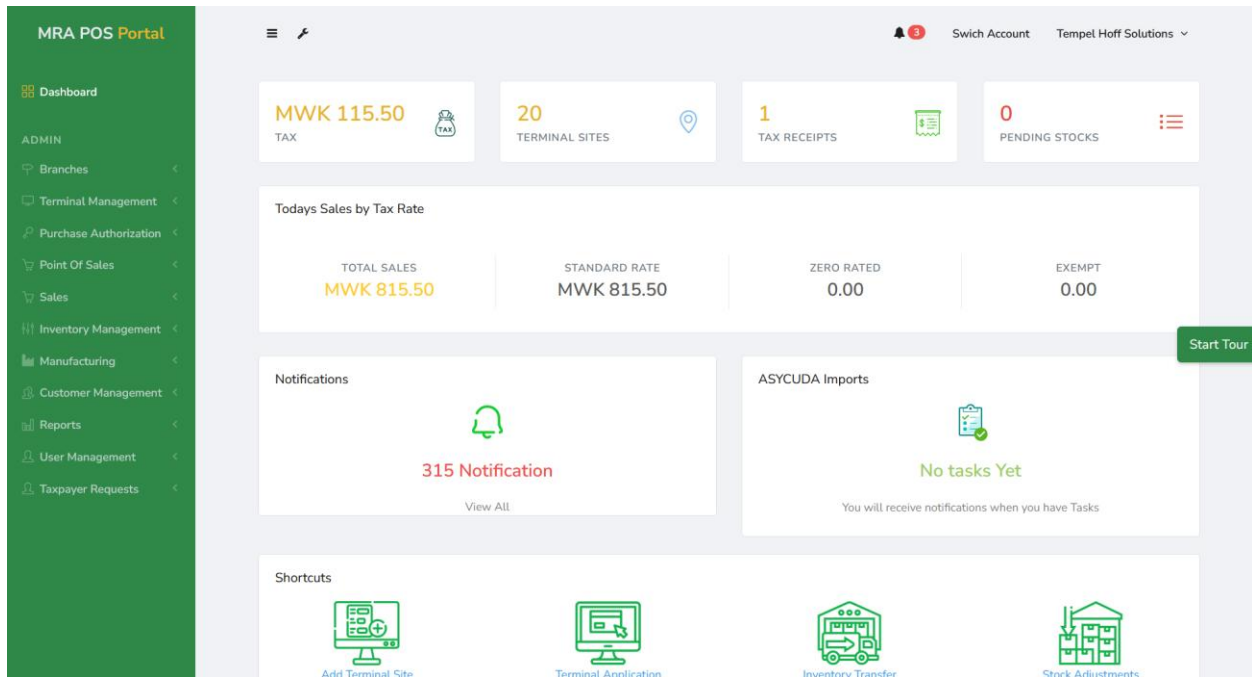 MRA POS Portal
3
Swich Account
Tempel Hoff Solutions
Dashboard
ADMIN
Branches
Terminal Management
Purchase Authorization
Point Of Sales
Sales
Inventory Management
Manufacturing
Customer Management
Reports
User Management
Taxpayer Requests
MWK 115.50
TAX
TAX
20
TERMINAL SITES
1
TAX RECEIPTS
$
0
PENDING STOCKS
Todays Sales by Tax Rate
TOTAL SALES
MWK 815.50
STANDARD RATE
MWK 815.50
ZERO RATED
0.00
EXEMPT
0.00
Start Tour
Notifications
315 Notification
View All
ASYCUDA Imports
No tasks Yet
You will receive notifications when you have Tasks
Shortcuts
Add Terminal Site
Terminal Application
Inventory Transfer
Stock Adjustments